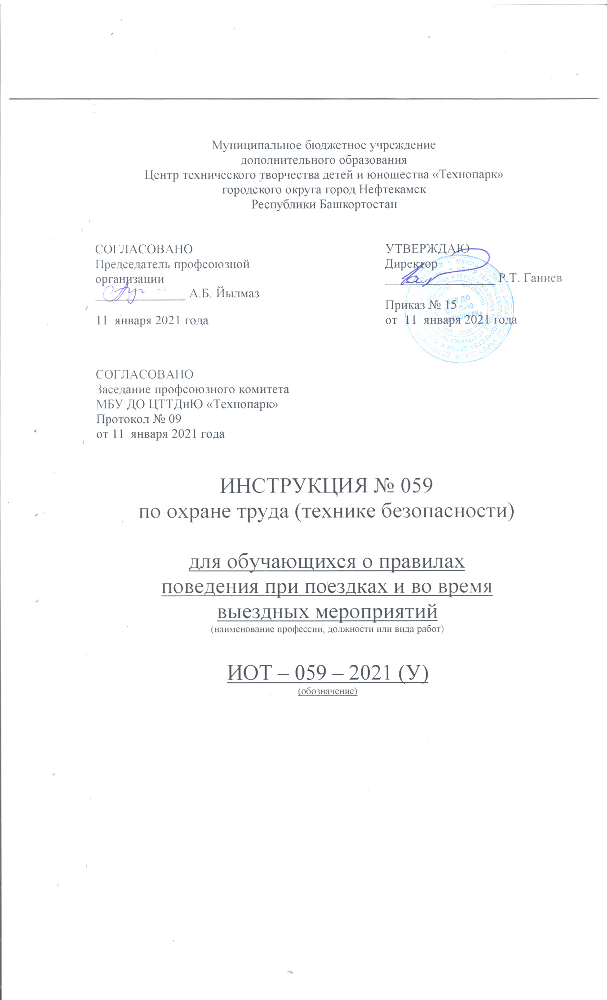 Муниципальное бюджетное учреждение
дополнительного образования
Центр технического творчества детей и юношества «Технопарк»
городского округа город Нефтекамск
Республики Башкортостан
СОГЛАСОВАНО
Председатель профсоюзной
организации
А.Б. Йылмаз
11 января 2021 года
УТВЕРЖДАЮ
Директор
Р.Т. Ганиев
Приказ № 15
от 11 января 2021 года
МБУ ДО
ЦТТДиЮ
СОГЛАСОВАНО
Заседание профсоюзного комитета
МБУ ДО ЦТТДиЮ «Технопарк»
Протокол № 09
от 11 января 2021 года
ИНСТРУКЦИЯ № 059
по охране труда (технике безопасности)
для обучающихся о правилах
поведения при поездках и во время
выездных мероприятий
(наименование профессии, должности или вида работ)
ИОТ – 059 – 2021 (У)
(обозначение)